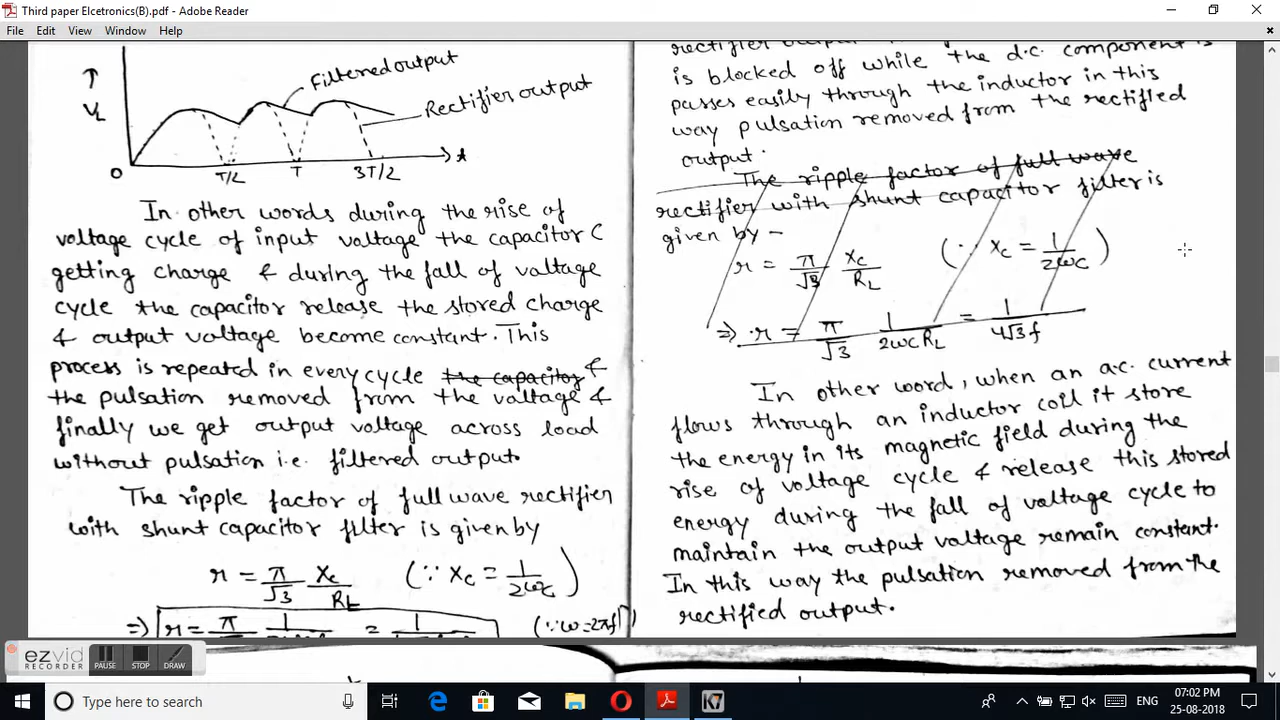 Third paper Elcetronics(B).pdf - Adobe Reader
File Edit View Window Help
↑
VL
Filtered output
Rectifier output
O T/2 T 3T/2 t
In other words during the rise of
voltage cycle of input voltage the capacitor C
getting charge & during the fall of voltage
cycle the capacitor release the stored charge
& output voltage become constant. This
process is repeated in every cycle the capacitor &
the pulsation removed from the voltage &
finally we get output voltage across load
without pulsation i.e. filtered output.
The ripple factor of full wave rectifier
with shunt capacitor filter is given by
r = π/√3 Xc/RL (∵ Xc = 1/2ωc)
⇒ r = π/√3 1 = 1 (∵ ω=2πf)
rectifier
is blocked off while the d.c. component is
passes easily through the inductor in this
way pulsation removed from the rectified
output.
The ripple factor of full wave
rectifier with shunt capacitor filter is
given by –
r = π/√3 Xc/RL (∵ Xc = 1/2ωc)
⇒ r = π/√3 1/2ωcRL = 1/4√3f
In other word, when an a.c. current
flows through an inductor coil it store
the energy in its magnetic field during the
rise of voltage cycle & release this stored
energy during the fall of voltage cycle to
maintain the output voltage remain constant.
In this way the pulsation removed from the
rectified output.
ezvid
RECORDER
PAUSE STOP DRAW
Type here to search
ENG
07:02 PM
25-08-2018